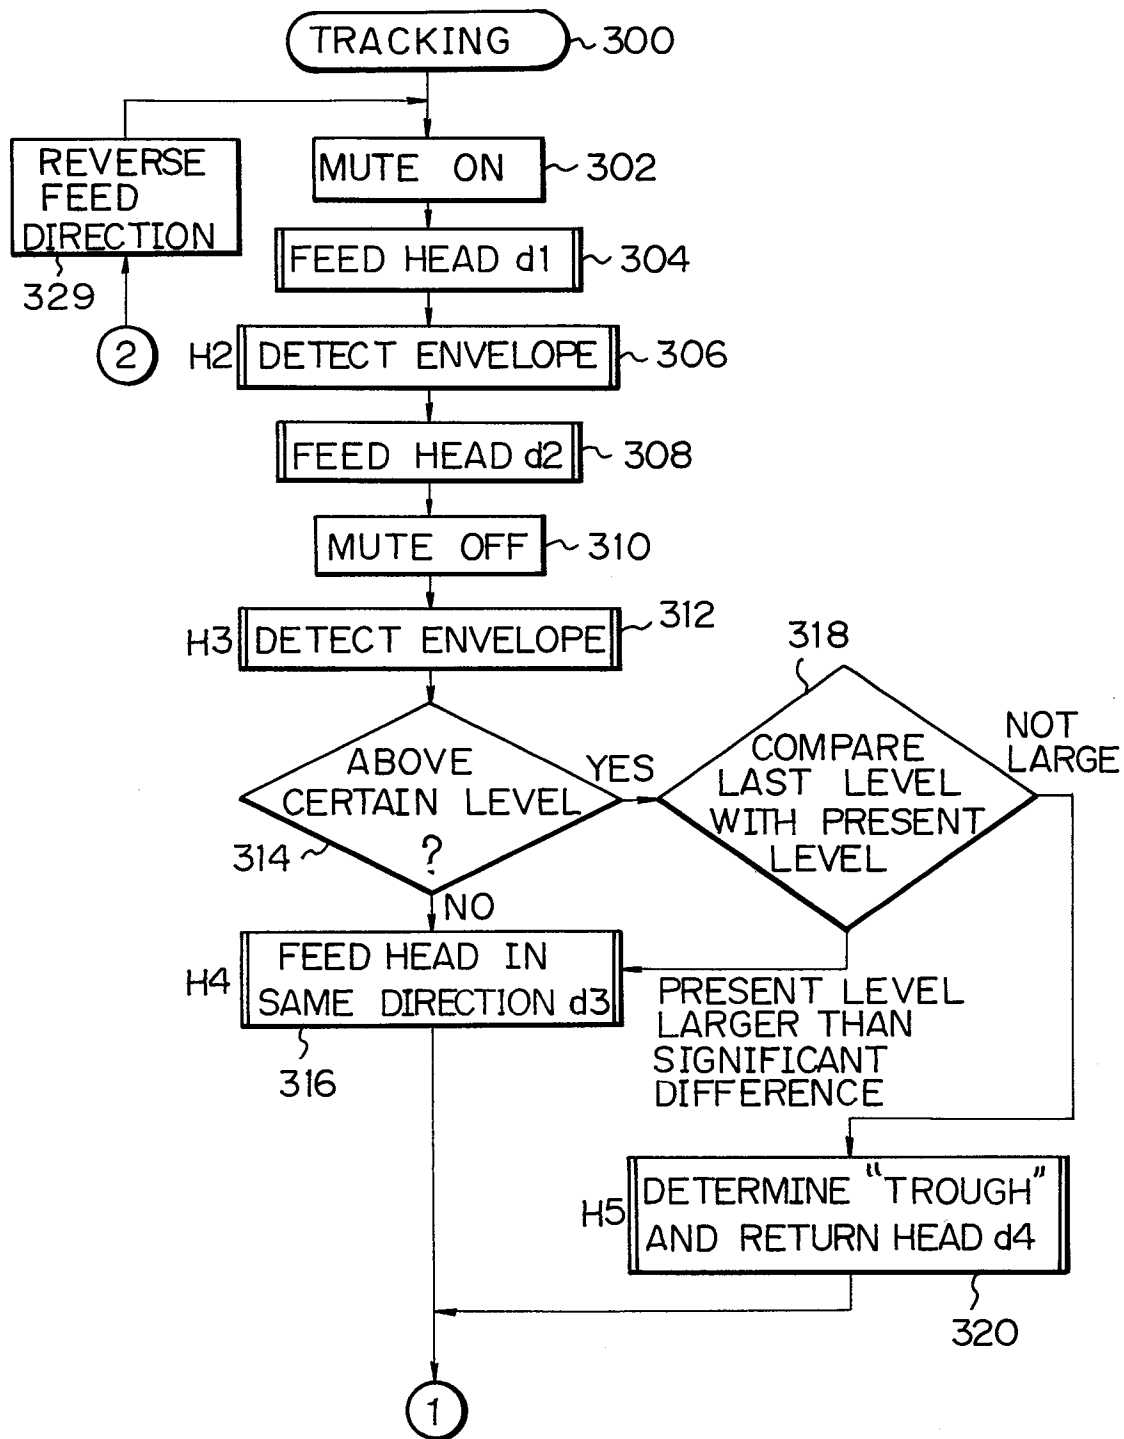 TRACKING 300
MUTE ON 302
REVERSE
FEED
DIRECTION
329
2
FEED HEAD d1 304
H2 DETECT ENVELOPE 306
FEED HEAD d2 308
MUTE OFF 310
H3 DETECT ENVELOPE 312
ABOVE
CERTAIN LEVEL
?
314
YES
NO
318
COMPARE
LAST LEVEL
WITH PRESENT
LEVEL
NOT
LARGE
H4 FEED HEAD IN
SAME DIRECTION d3
316
PRESENT LEVEL
LARGER THAN
SIGNIFICANT
DIFFERENCE
H5 DETERMINE "TROUGH"
AND RETURN HEAD d4
320
1